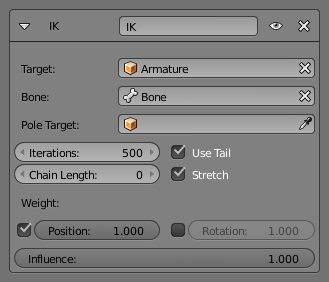 IK IK
Target: Armature
Bone: Bone
Pole Target:
Iterations: 500 Use Tail
Chain Length: 0 Stretch
Weight:
Position: 1.000 Rotation: 1.000
Influence: 1.000